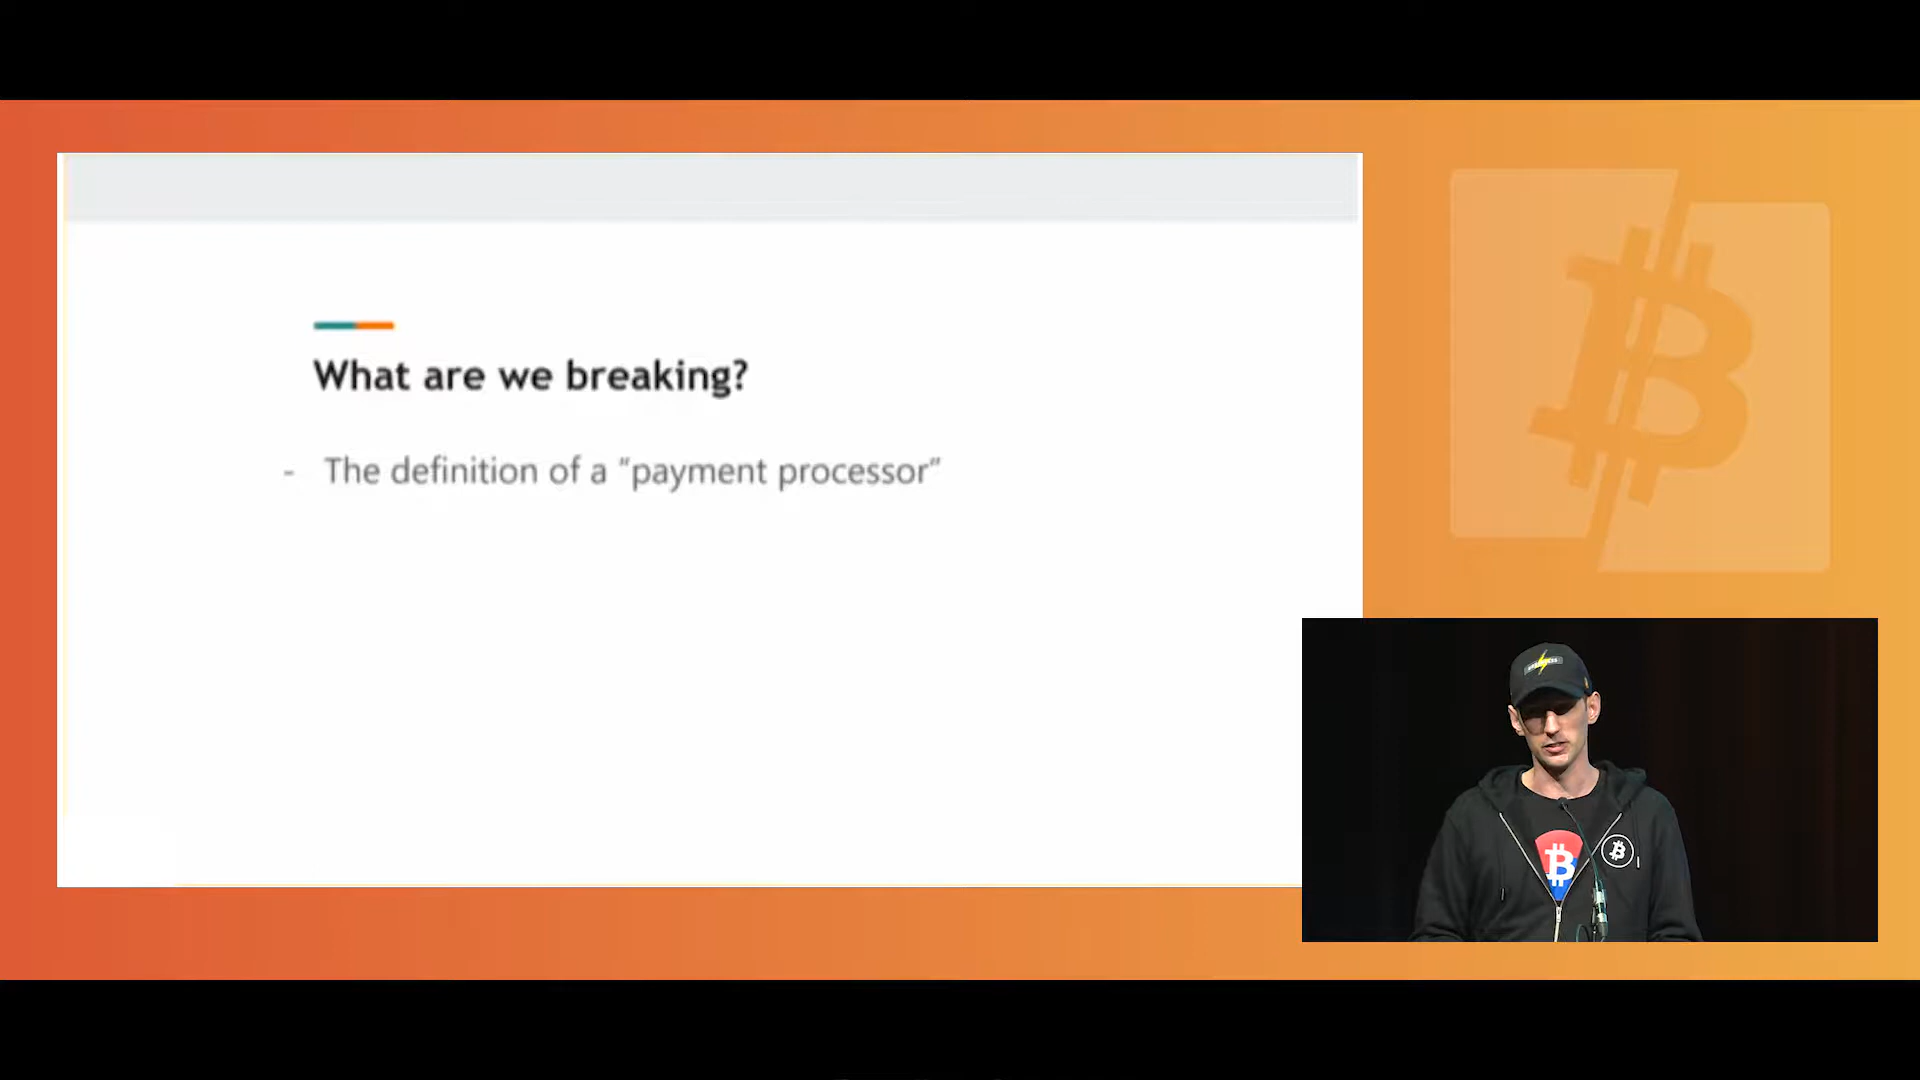 What are we breaking?
- The definition of a “payment processor”